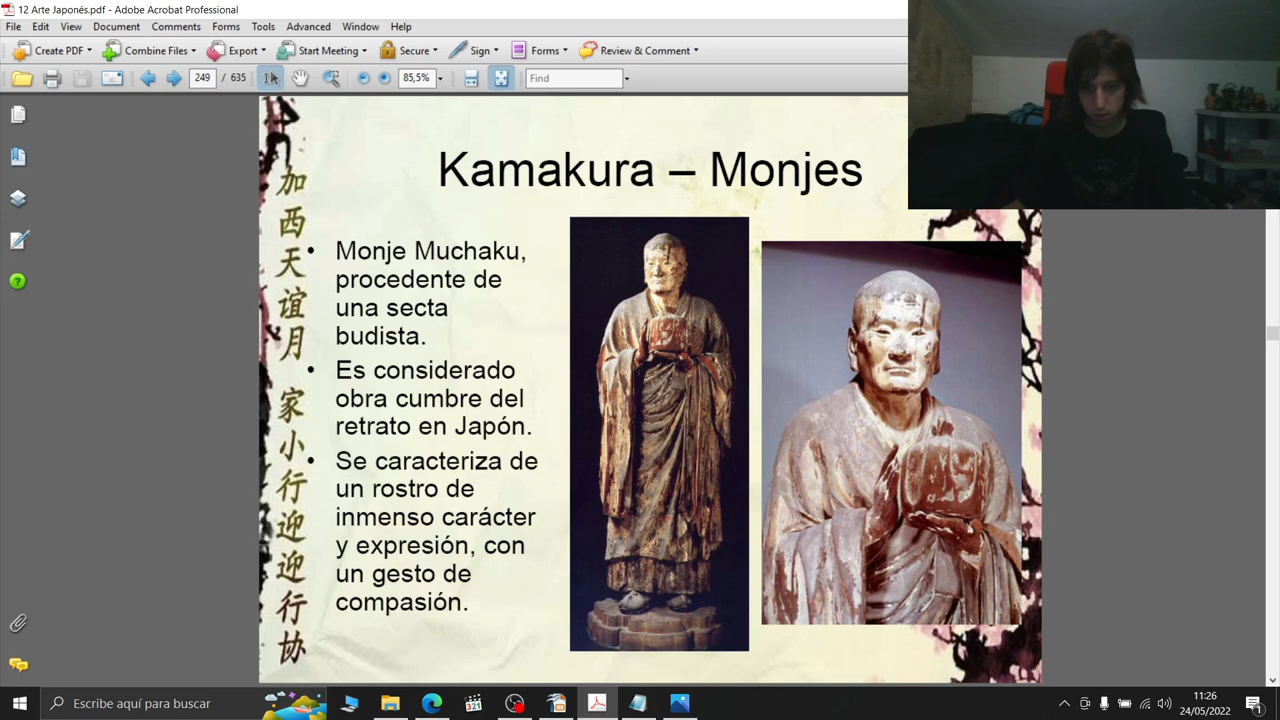 12 Arte Japonés.pdf - Adobe Acrobat Professional
File Edit View Document Comments Forms Tools Advanced Window Help
Create PDF Combine Files Export Start Meeting Secure Sign Forms Review & Comment
249 / 635 85,5% Find
Kamakura – Monjes
加
西
天
谊
月
家
小
行
迎
迎
行
协
• Monje Muchaku,
procedente de
una secta
budista.
• Es considerado
obra cumbre del
retrato en Japón.
• Se caracteriza de
un rostro de
inmenso carácter
y expresión, con
un gesto de
compasión.
Escribe aquí para buscar
321
11:26
24/05/2022
1